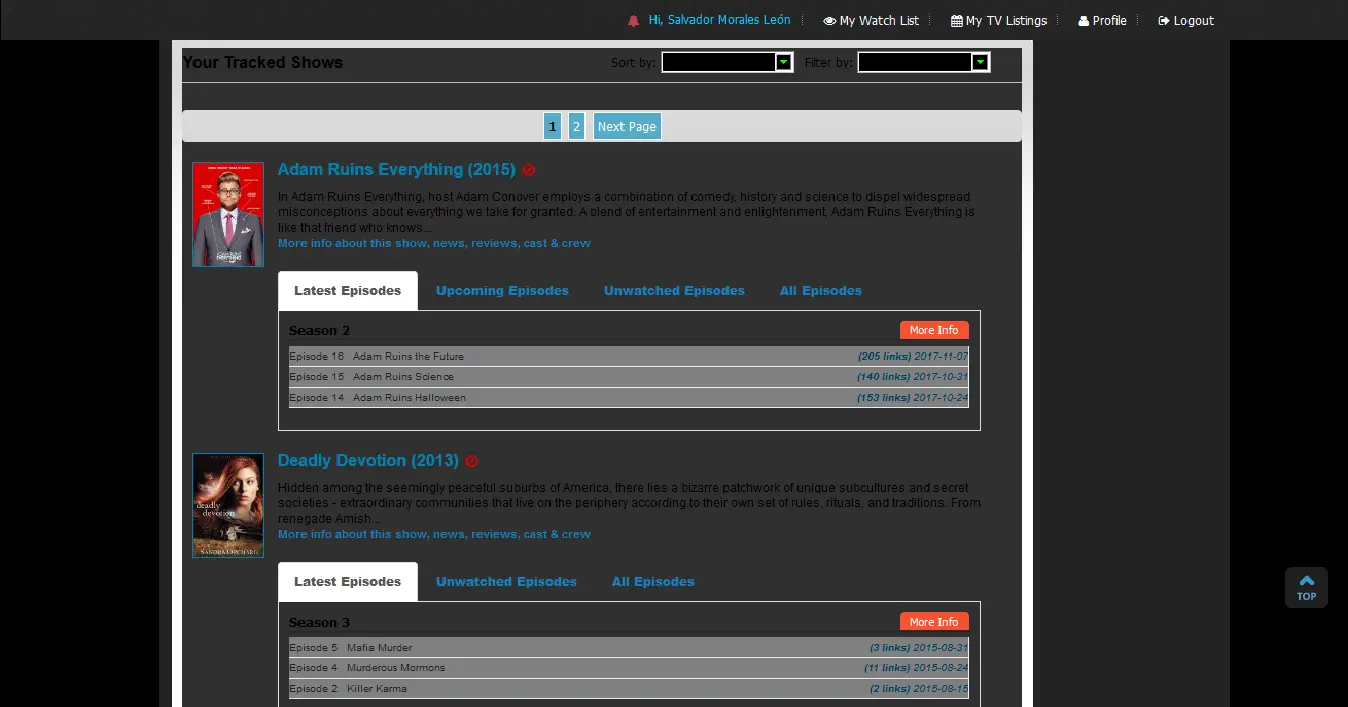 Hi, Salvador Morales León My Watch List My TV Listings Profile Logout
Your Tracked Shows Sort by: Filter by:
1 2 Next Page
Adam Ruins Everything (2015)
In Adam Ruins Everything, host Adam Conover employs a combination of comedy, history and science to dispel widespread
misconceptions about everything we take for granted. A blend of entertainment and enlightenment, Adam Ruins Everything is
like that friend who knows...
More info about this show, news, reviews, cast & crew
ADAM RUINS
EVERYTHING
Latest Episodes Upcoming Episodes Unwatched Episodes All Episodes
Season 2 More Info
Episode 16 Adam Ruins the Future (205 links) 2017-11-07
Episode 15 Adam Ruins Science (140 links) 2017-10-31
Episode 14 Adam Ruins Halloween (153 links) 2017-10-24
Deadly Devotion (2013)
Hidden among the seemingly peaceful suburbs of America, there lies a bizarre patchwork of unique subcultures and secret
societies - extraordinary communities that live on the periphery according to their own set of rules, rituals, and traditions. From
renegade Amish...
More info about this show, news, reviews, cast & crew
deadly
devotion
Latest Episodes Unwatched Episodes All Episodes
Season 3 More Info
Episode 5 Mafia Murder (3 links) 2015-08-31
Episode 4 Murderous Mormons (11 links) 2015-08-24
Episode 2 Killer Karma (2 links) 2015-08-15
TOP